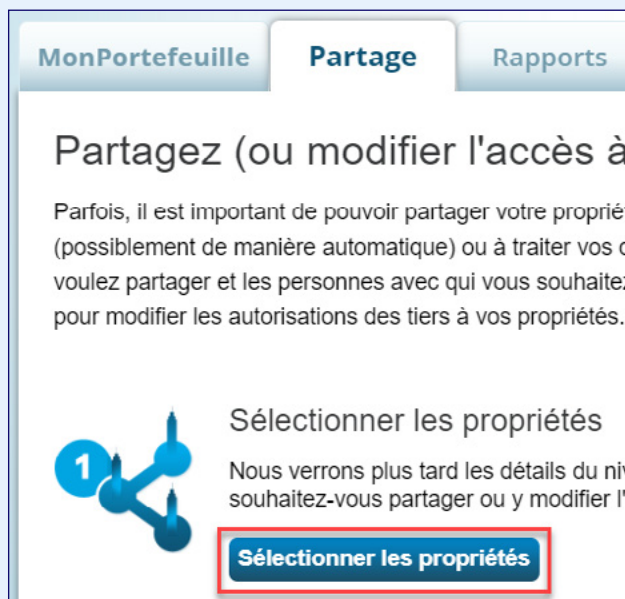 MonPortefeuille Partage Rapports
Partagez (ou modifier l'accès à
Parfois, il est important de pouvoir partager votre proprié
(possiblement de manière automatique) ou à traiter vos
voulez partager et les personnes avec qui vous souhaitez
pour modifier les autorisations des tiers à vos propriétés.
1
Sélectionner les propriétés
Nous verrons plus tard les détails du niv
souhaitez-vous partager ou y modifier l'
Sélectionner les propriétés